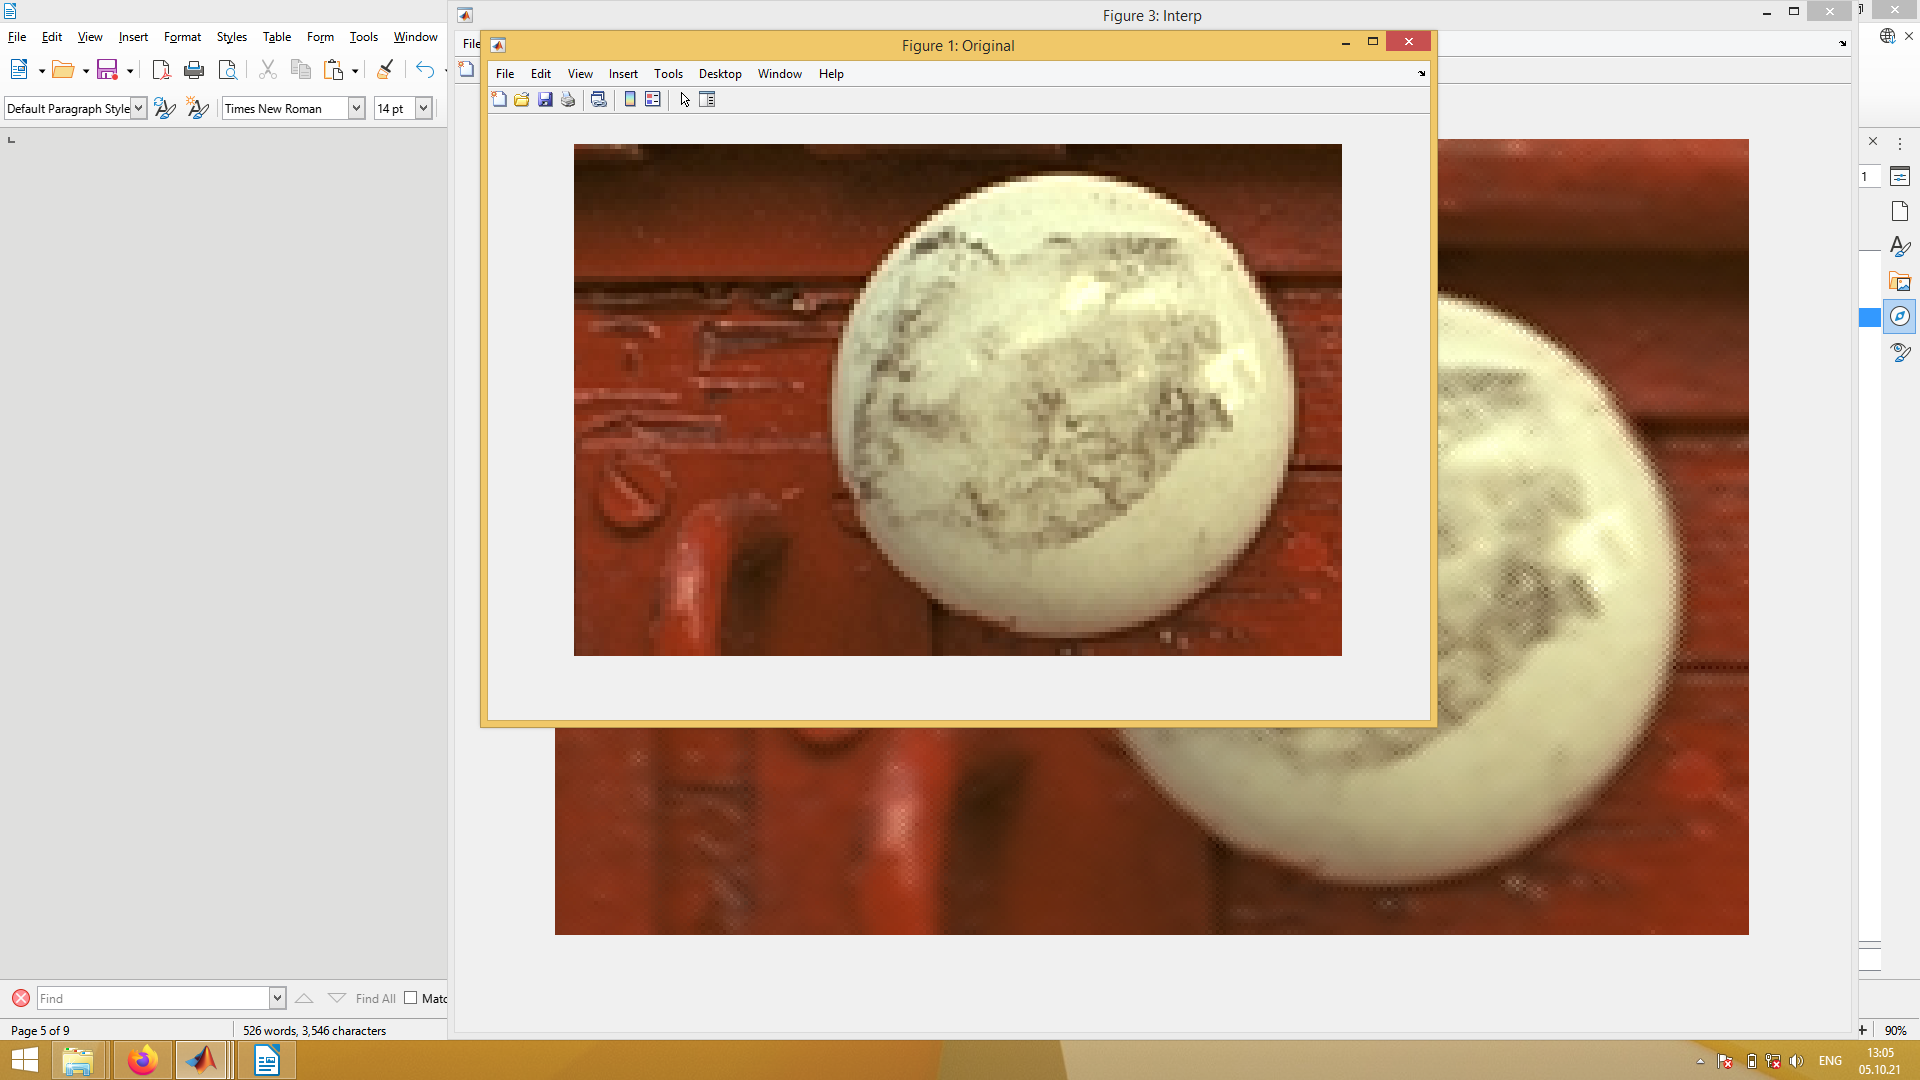 Figure 3: Interp
File Edit View Insert Format Styles Table Form Tools Window
Figure 1: Original
File Edit View Insert Tools Desktop Window Help
Default Paragraph Style Times New Roman 14 pt
1
Find Find All
Page 5 of 9 526 words, 3,546 characters 90%
ENG 13:05
05.10.21